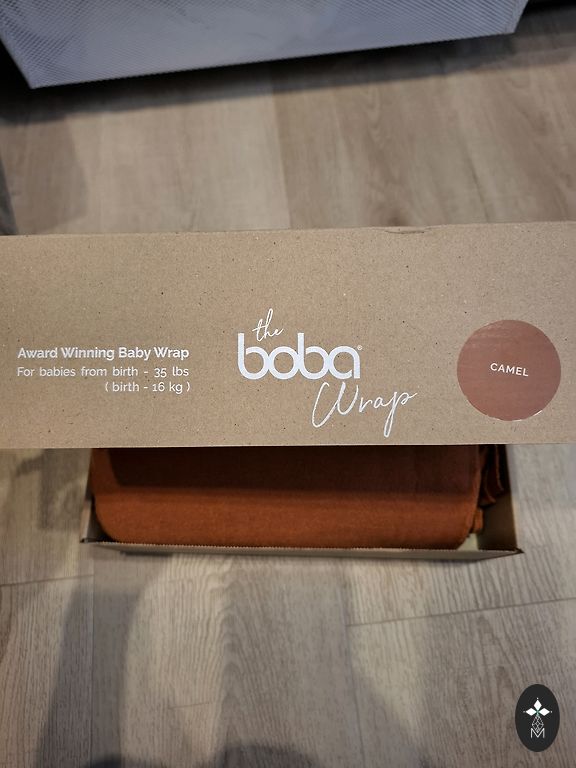 Award Winning Baby Wrap
For babies from birth - 35 lbs
( birth - 16 kg )
the
boba®
Wrap
CAMEL
M